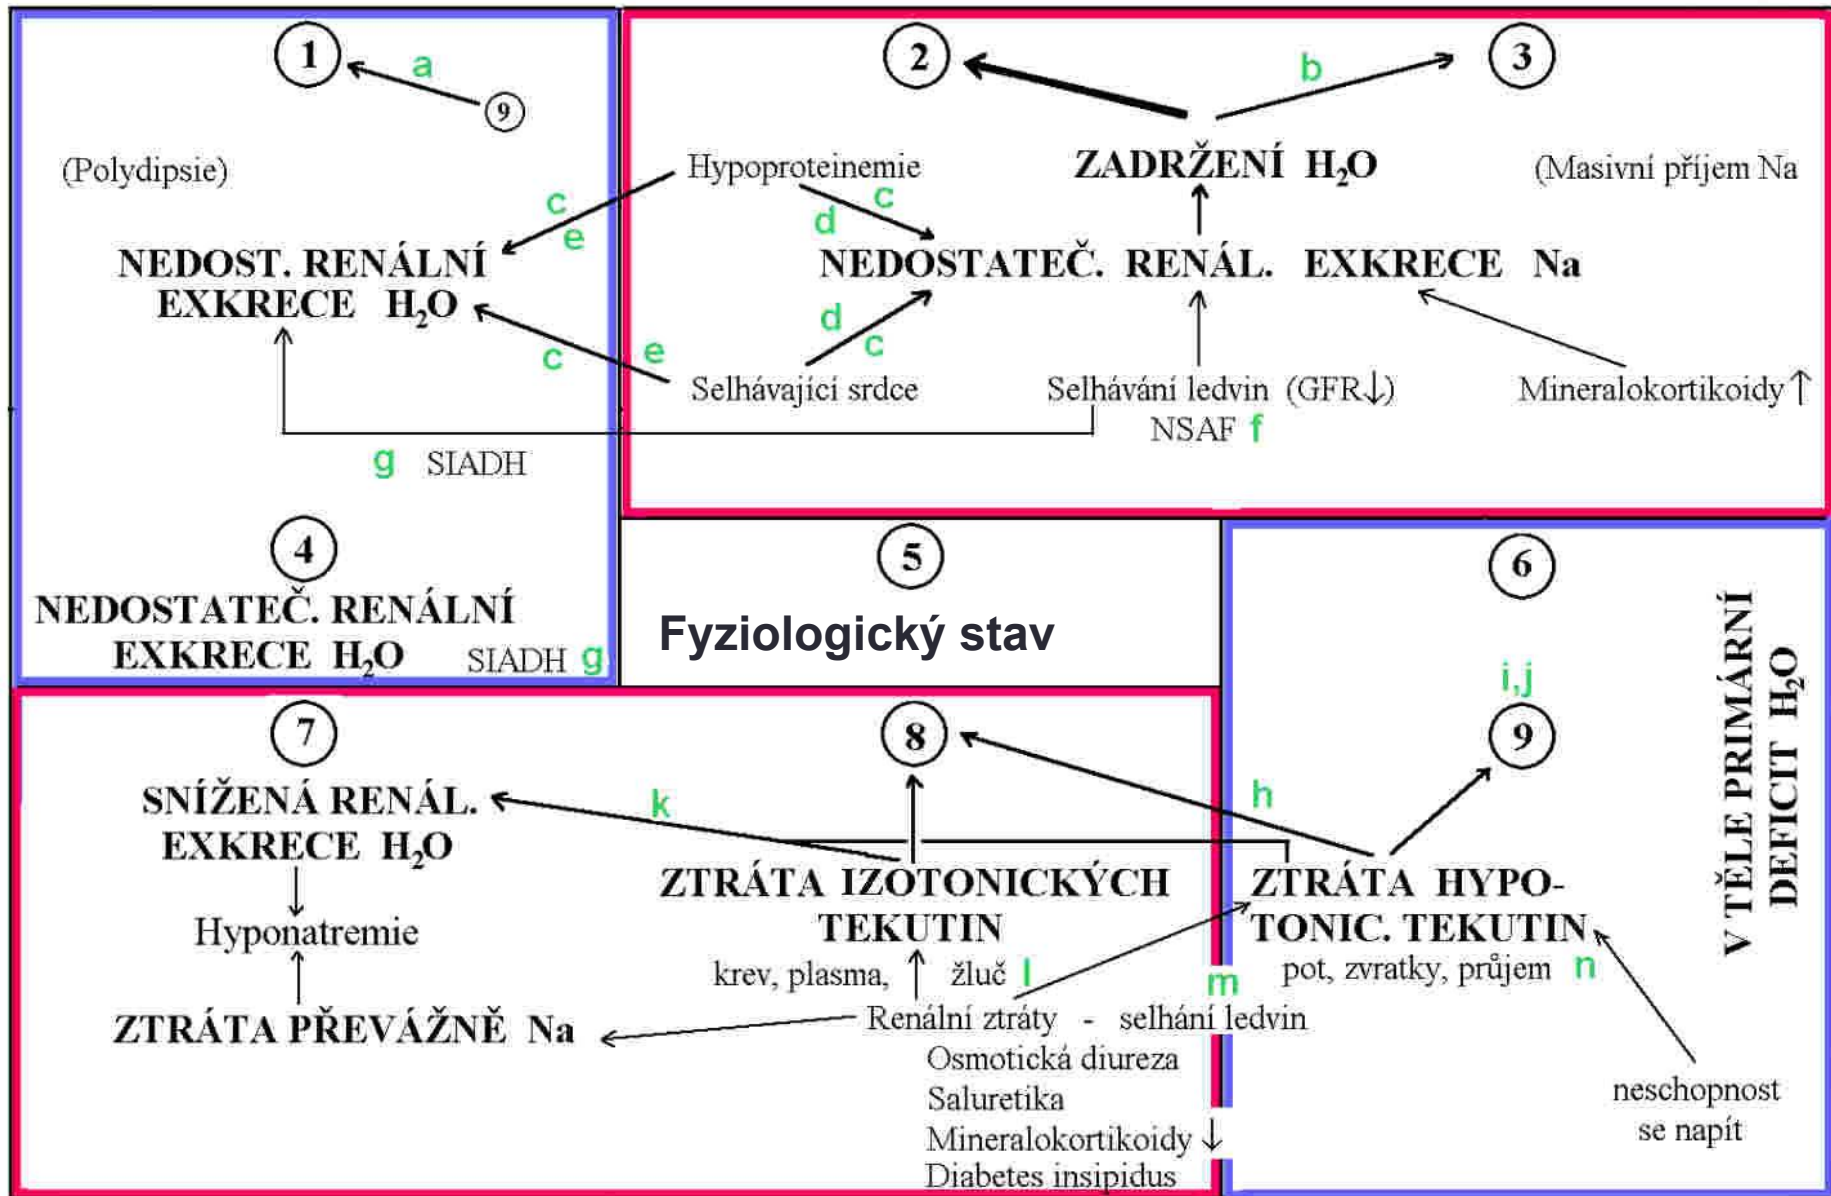 1
a
9
(Polydipsie)
NEDOST. RENÁLNÍ
EXKRECE H₂O
c
e
c
e
g SIADH
2
3
b
Hypoproteinemie
ZADRŽENÍ H₂O
(Masivní příjem Na
d
c
NEDOSTATEČ. RENÁL. EXKRECE Na
d
c
Selhávající srdce
Selhávání ledvin (GFR↓)
NSAF f
Mineralokortikoidy ↑
4
NEDOSTATEČ. RENÁLNÍ
EXKRECE H₂O SIADH g
5
Fyziologický stav
6
i,j
9
V TĚLE PRIMÁRNÍ
DEFICIT H₂O
h
ZTRÁTA HYPO-
TONIC. TEKUTIN
pot, zvratky, průjem n
neschopnost
se napít
7
SNÍŽENÁ RENÁL.
EXKRECE H₂O
Hyponatremie
ZTRÁTA PŘEVÁŽNĚ Na
8
k
ZTRÁTA IZOTONICKÝCH
TEKUTIN
krev, plasma, ↑ žluč l
m
Renální ztráty - selhání ledvin
Osmotická diureza
Saluretika
Mineralokortikoidy ↓
Diabetes insipidus